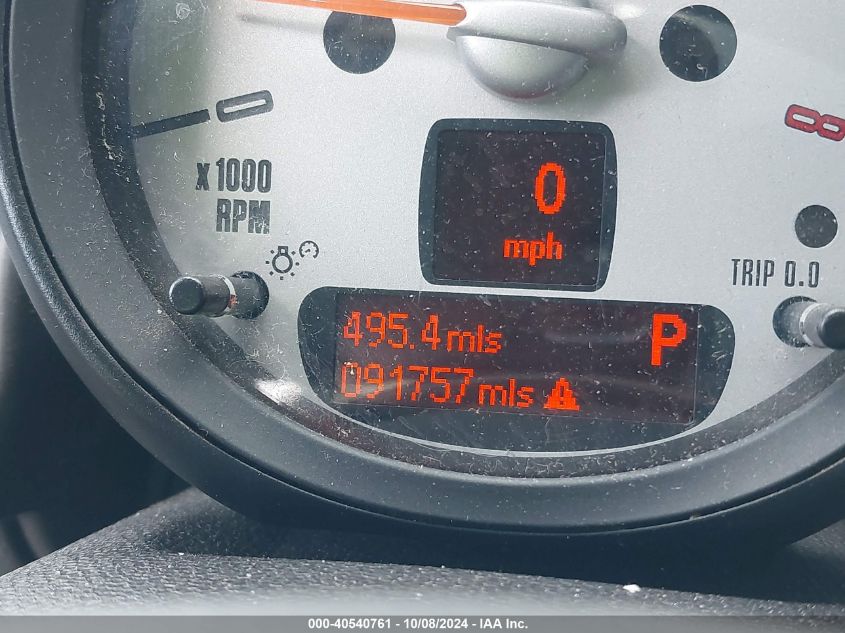 0
8
x 1000
RPM
0
mph
TRIP 0.0
495.4 mls P
091757 mls
000-40540761 - 10/08/2024 - IAA Inc.